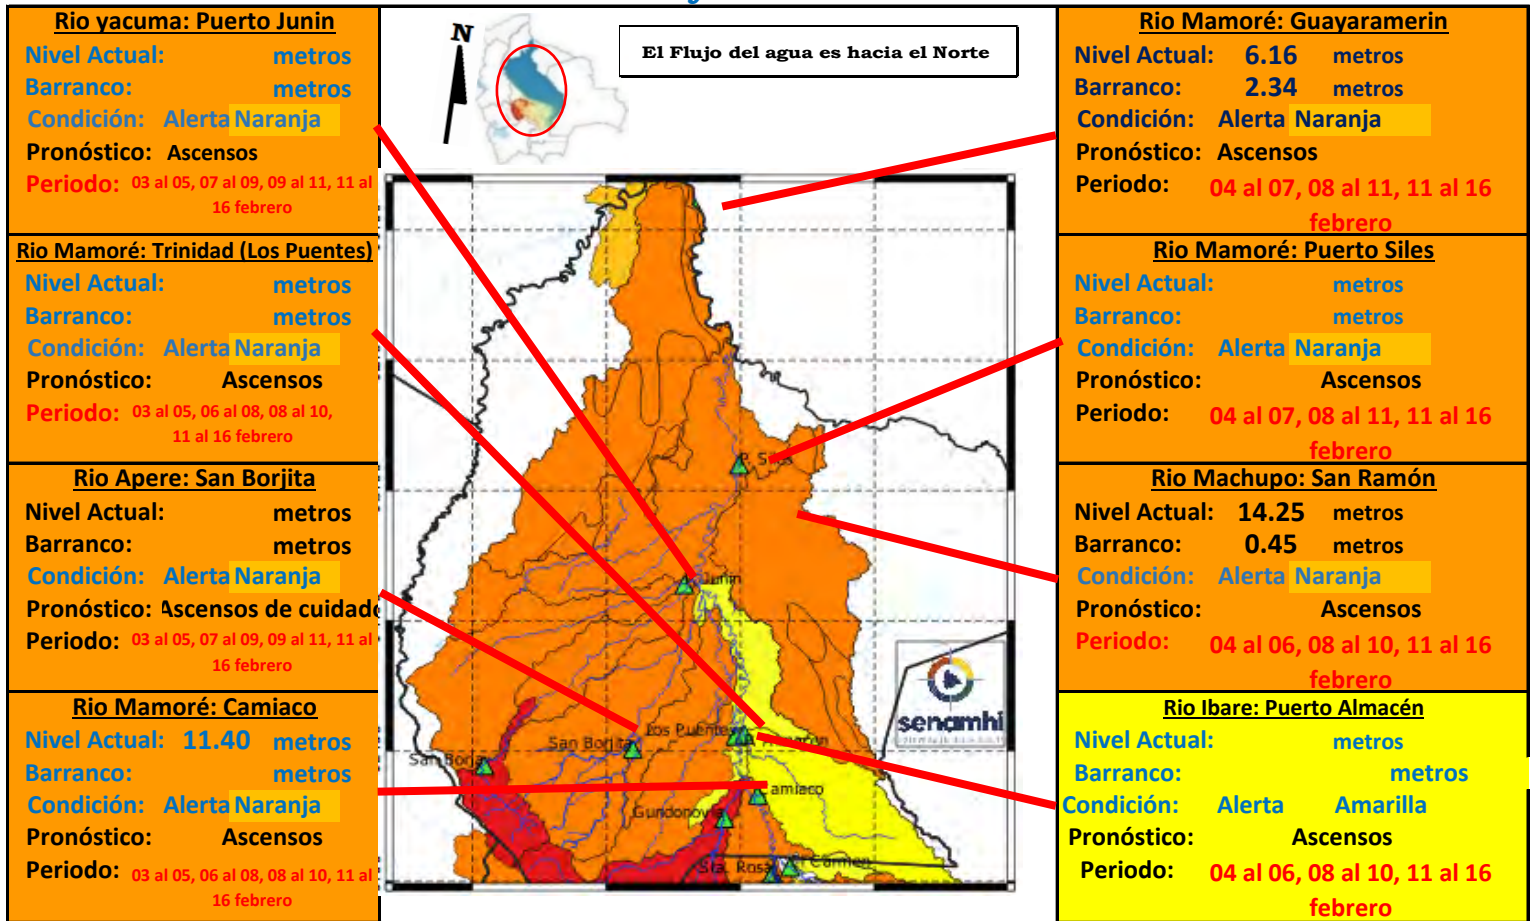 Rio yacuma: Puerto Junin
Nivel Actual: metros
Barranco: metros
Condición: Alerta Naranja
Pronóstico: Ascensos
Periodo: 03 al 05, 07 al 09, 09 al 11, 11 al
16 febrero
Rio Mamoré: Trinidad (Los Puentes)
Nivel Actual: metros
Barranco: metros
Condición: Alerta Naranja
Pronóstico: Ascensos
Periodo: 03 al 05, 06 al 08, 08 al 10,
11 al 16 febrero
Rio Apere: San Borjita
Nivel Actual: metros
Barranco: metros
Condición: Alerta Naranja
Pronóstico: Ascensos de cuidado
Periodo: 03 al 05, 07 al 09, 09 al 11, 11 al
16 febrero
Rio Mamoré: Camiaco
Nivel Actual: 11.40 metros
Barranco: metros
Condición: Alerta Naranja
Pronóstico: Ascensos
Periodo: 03 al 05, 06 al 08, 08 al 10, 11 al
16 febrero
N
El Flujo del agua es hacia el Norte
P. Siles
Junin
Los Puentes
San Borjita
San Borja
Camiaco
Gundonovia
Sta. Rosa
El Carmen
senamhi
Rio Mamoré: Guayaramerin
Nivel Actual: 6.16 metros
Barranco: 2.34 metros
Condición: Alerta Naranja
Pronóstico: Ascensos
Periodo: 04 al 07, 08 al 11, 11 al 16
febrero
Rio Mamoré: Puerto Siles
Nivel Actual: metros
Barranco: metros
Condición: Alerta Naranja
Pronóstico: Ascensos
Periodo: 04 al 07, 08 al 11, 11 al 16
febrero
Rio Machupo: San Ramón
Nivel Actual: 14.25 metros
Barranco: 0.45 metros
Condición: Alerta Naranja
Pronóstico: Ascensos
Periodo: 04 al 06, 08 al 10, 11 al 16
febrero
Rio Ibare: Puerto Almacén
Nivel Actual: metros
Barranco: metros
Condición: Alerta Amarilla
Pronóstico: Ascensos
Periodo: 04 al 06, 08 al 10, 11 al 16
febrero